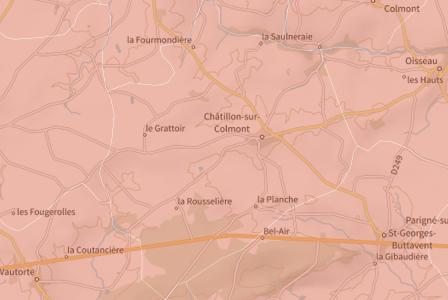 Colmont
la Fourmondière
la Saulneraie
Oisseau
les Hauts
Châtillon-sur-
Colmont
le Grattoir
D249
la Rousselière
la Planche
les Fougerolles
Parigné-su
St-Georges-
Buttavent
Bel-Air
la Coutancière
la Gibaudière
Vautorte